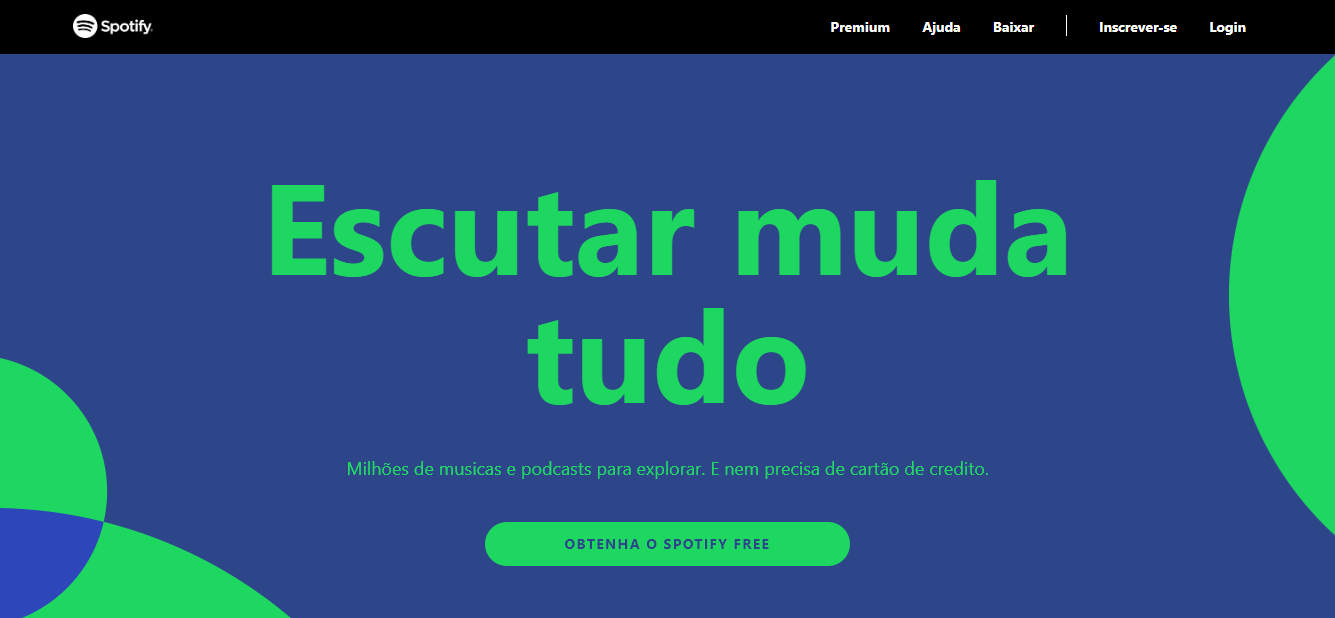 Spotify
Premium Ajuda Baixar Inscrever-se Login
Escutar muda
tudo
Milhões de musicas e podcasts para explorar. E nem precisa de cartão de credito.
OBTENHA O SPOTIFY FREE